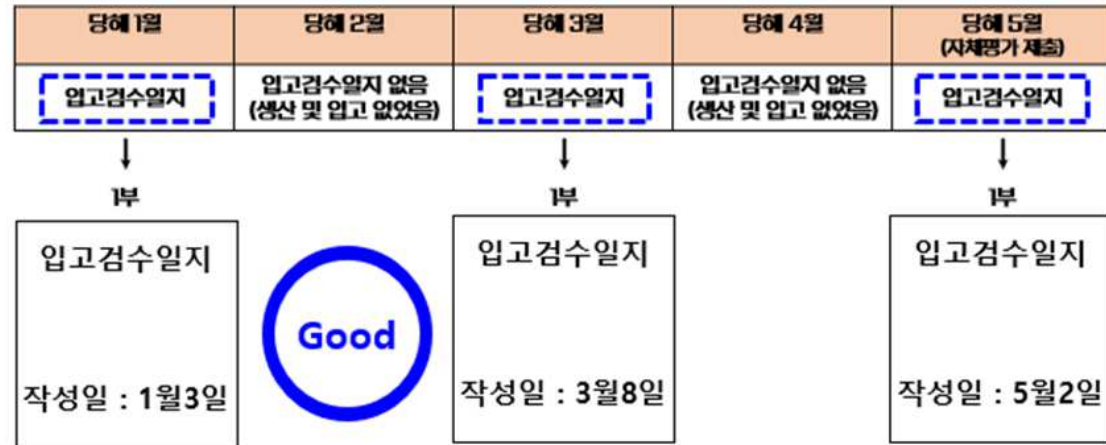 당해 1월
당해 2월
당해 3월
당해 4월
당해 5월
(자체평가 제출)
입고검수일지
입고검수일지 없음
(생산 및 입고 없었음)
입고검수일지
입고검수일지 없음
(생산 및 입고 없었음)
입고검수일지
1부
1부
1부
입고검수일지
작성일 : 1월3일
Good
입고검수일지
작성일 : 3월8일
입고검수일지
작성일 : 5월2일